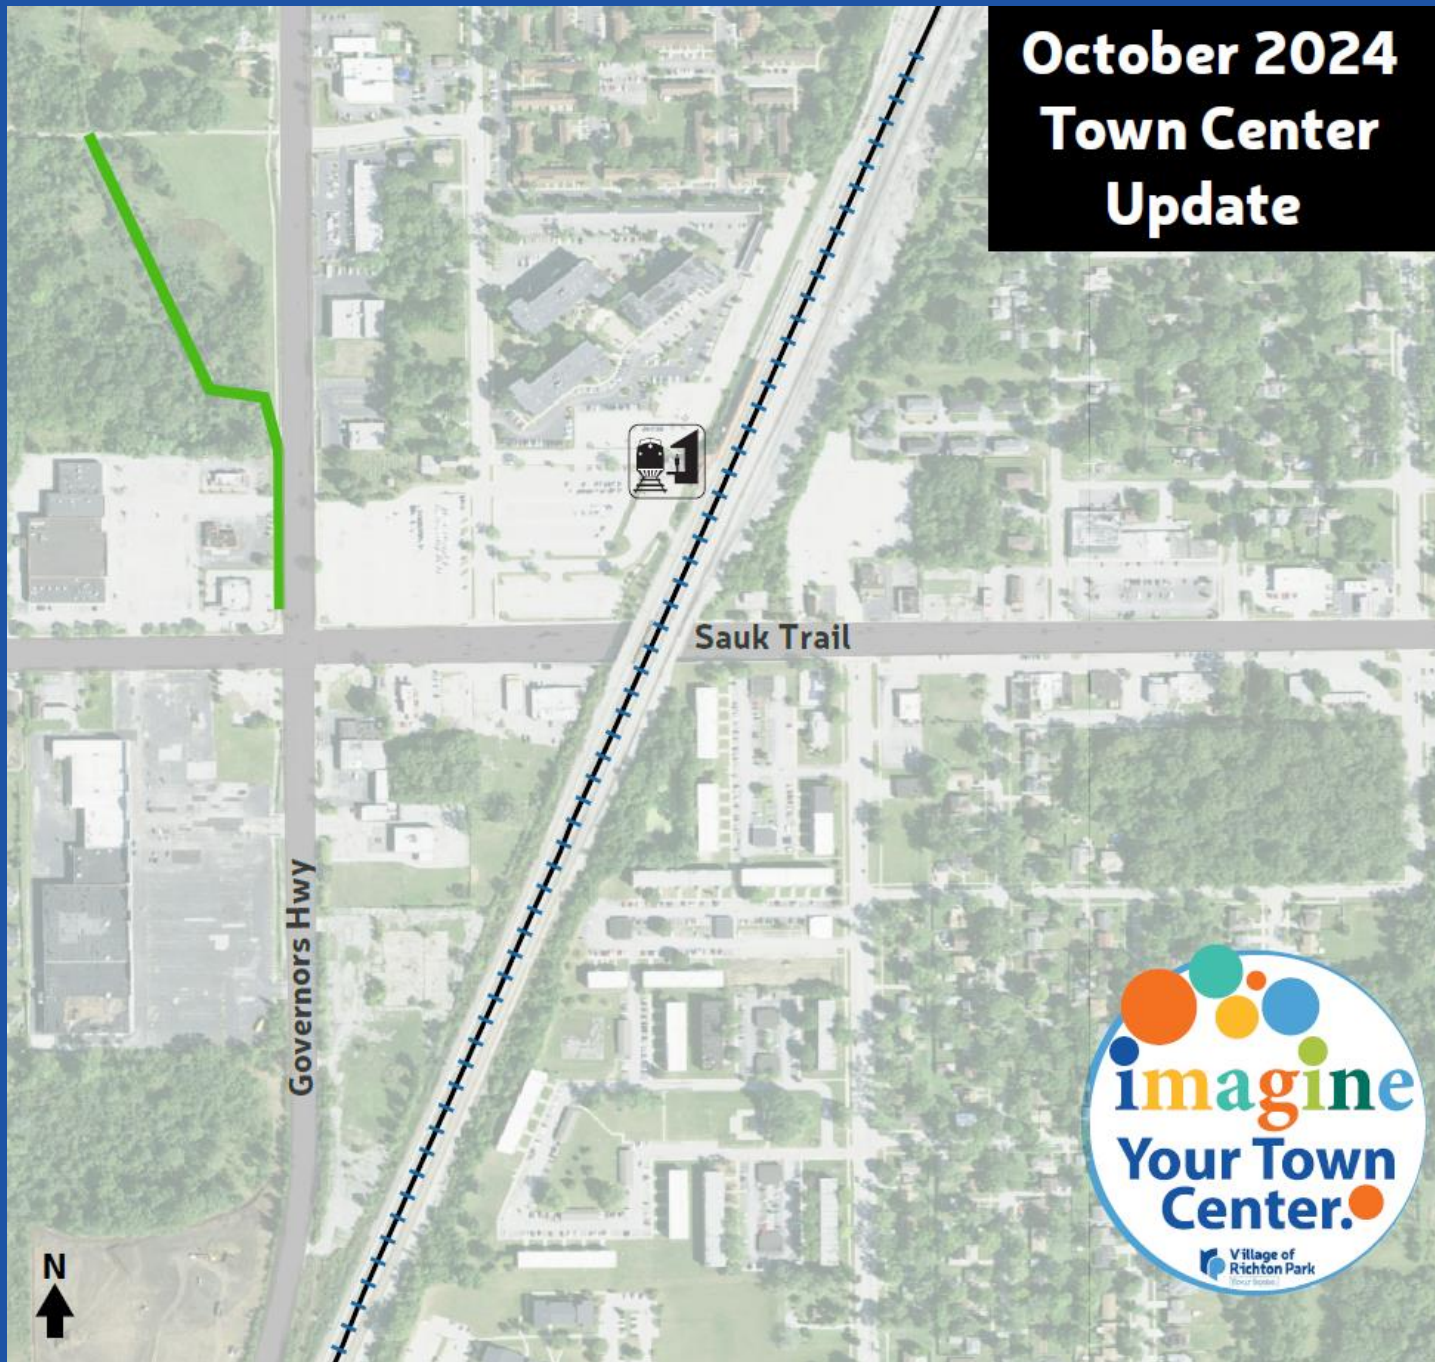 October 2024
Town Center
Update
Sauk Trail
Governors Hwy
imagine
Your Town
Center.
Village of
Richton Park
N